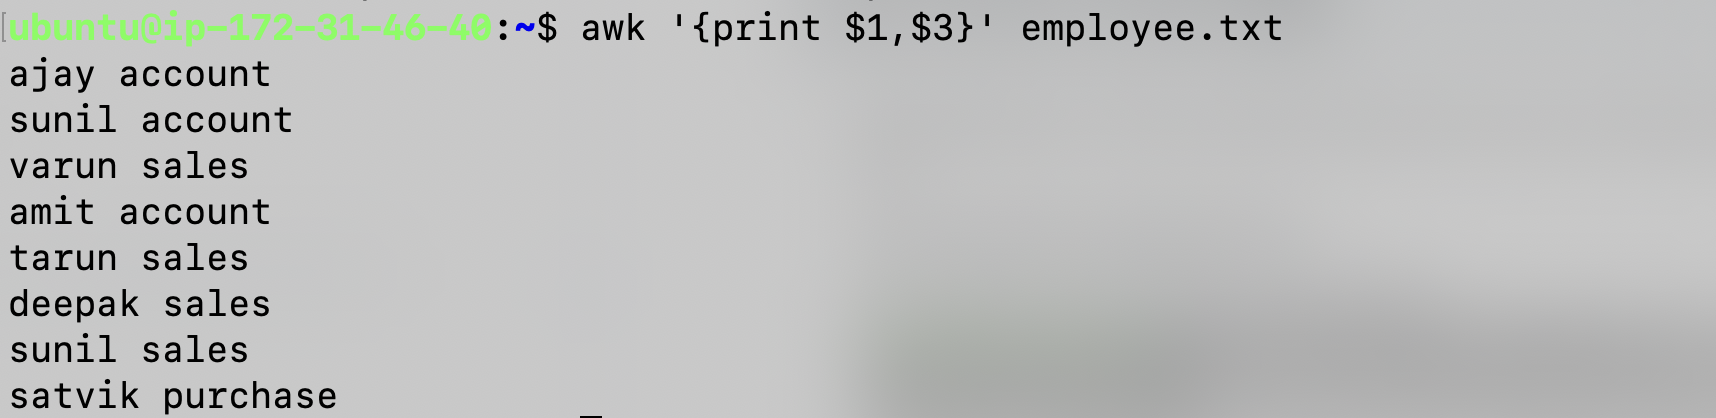 ubuntu@ip-172-31-46-40:~$ awk '{print $1,$3}' employee.txt
ajay account
sunil account
varun sales
amit account
tarun sales
deepak sales
sunil sales
satvik purchase